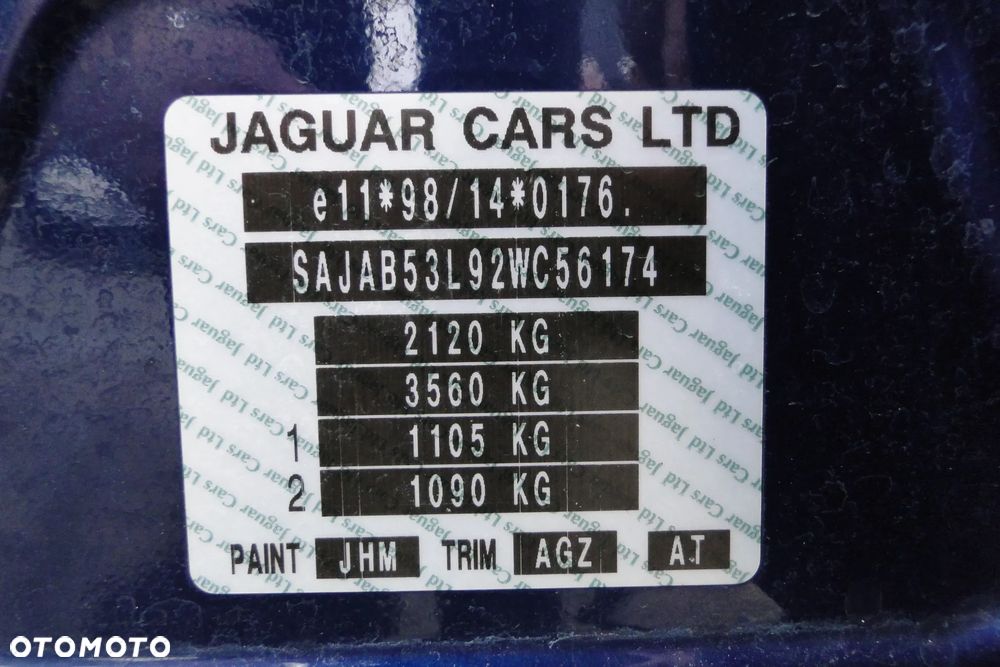 JAGUAR CARS LTD
e11*98/14*0176.
SAJAB53L92WC56174
2120 KG
3560 KG
1 1105 KG
2 1090 KG
PAINT JHM TRIM AGZ AT
OTOMOTO